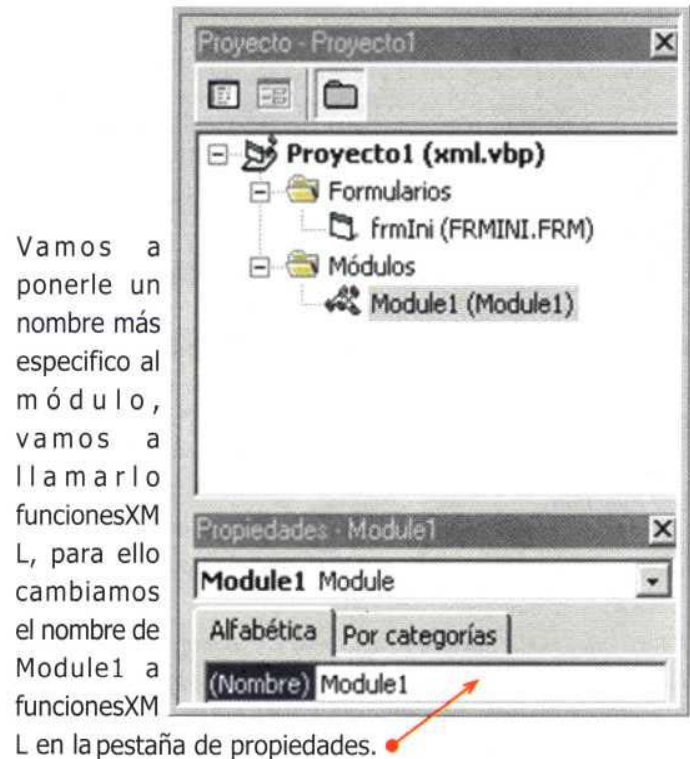 Proyecto - Proyecto1
Proyecto1 (xml.vbp)
Formularios
frmIni (FRMINI.FRM)
Módulos
Module1 (Module1)
Propiedades - Module1
Module1 Module
Alfabética Por categorías
(Nombre) Module1
Vamos a
ponerle un
nombre más
especifico al
módulo,
vamos a
llamarlo
funcionesXM
L, para ello
cambiamos
el nombre de
Module1 a
funcionesXM
L en la pestaña de propiedades.